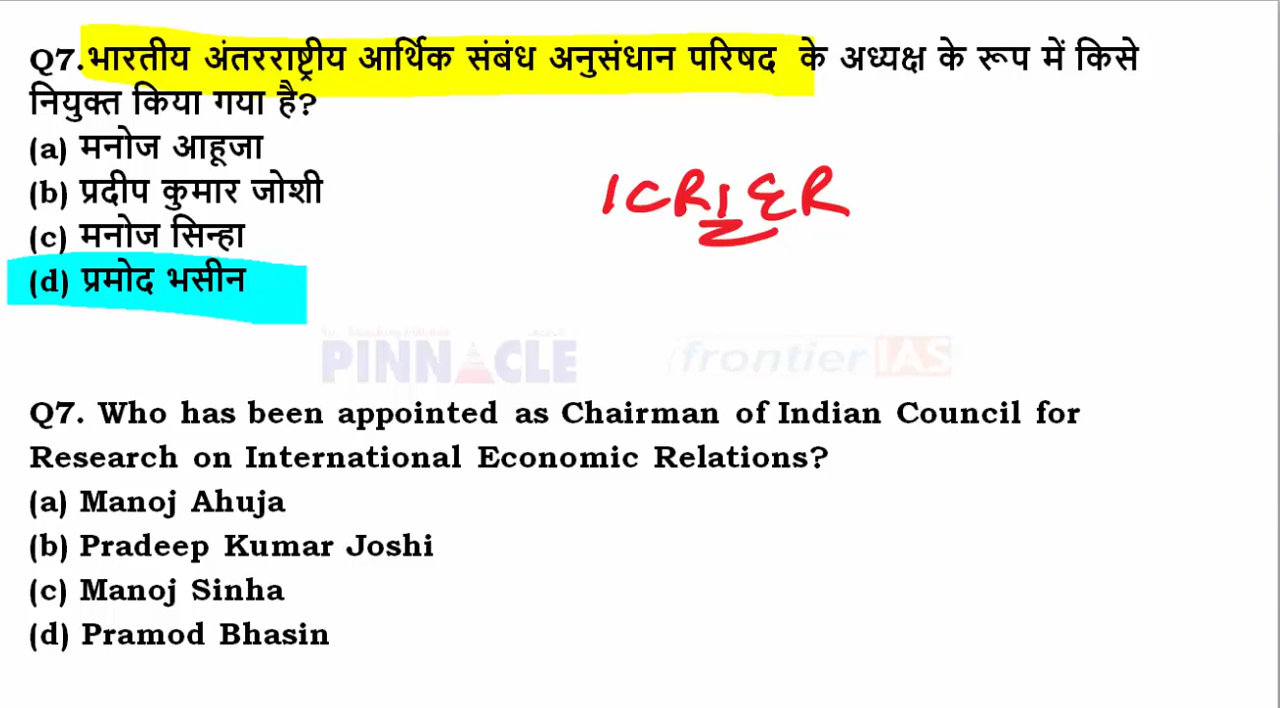 Q7.भारतीय अंतरराष्ट्रीय आर्थिक संबंध अनुसंधान परिषद के अध्यक्ष के रूप में किसे
नियुक्त किया गया है?
(a) मनोज आहूजा
(b) प्रदीप कुमार जोशी
(c) मनोज सिन्हा
(d) प्रमोद भसीन
ICRIER
PINNACLE
frontier IAS
Q7. Who has been appointed as Chairman of Indian Council for
Research on International Economic Relations?
(a) Manoj Ahuja
(b) Pradeep Kumar Joshi
(c) Manoj Sinha
(d) Pramod Bhasin